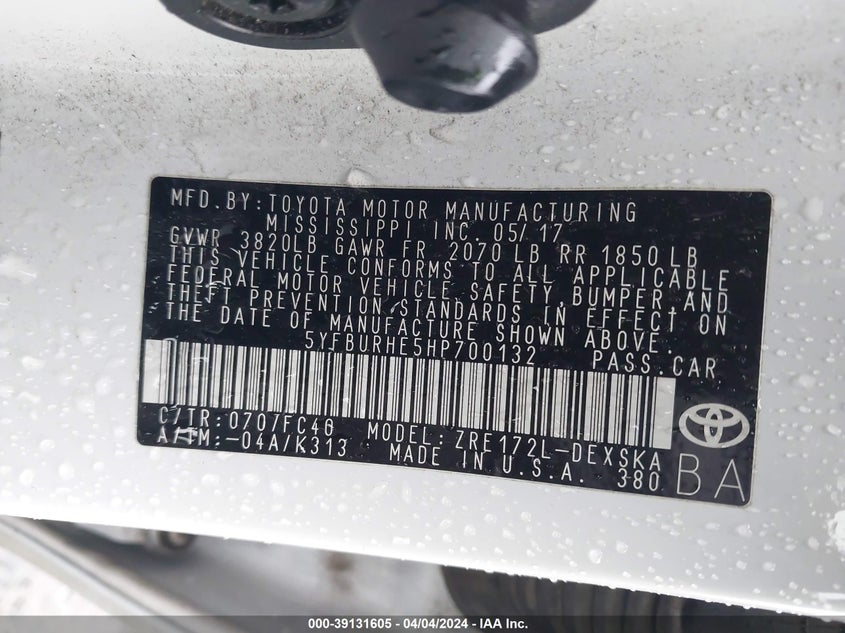 MFD.BY:TOYOTA MOTOR MANUFACTURING
MISSISSIPPI INC 05/17
GVWR 3820LB GAWR FR 2070 LB RR 1850 LB
THIS VEHICLE CONFORMS TO ALL APPLICABLE
FEDERAL MOTOR VEHICLE SAFETY,BUMPER AND
THEFT PREVENTION STANDARDS IN EFFECT ON
THE DATE OF MANUFACTURE SHOWN ABOVE.
5YFBURHE5HP700132 PASS.CAR
C/TR:0707FC40 MODEL:ZRE172L-DEXSKA
A/TM:-04A/K313 MADE IN U.S.A. 380
BA
000-39131605 - 04/04/2024 - IAA Inc.